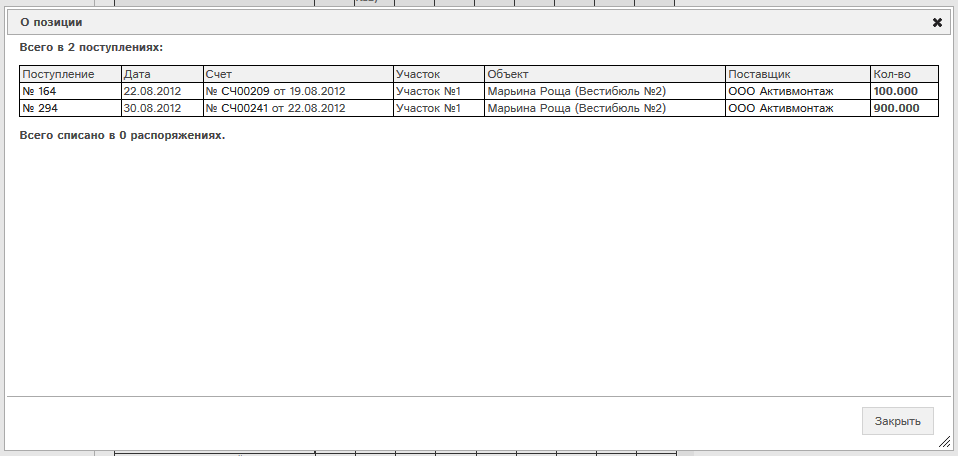 О позиции
Всего в 2 поступлениях:
Поступление Дата Счет Участок Объект Поставщик Кол-во
№ 164 22.08.2012 № СЧ00209 от 19.08.2012 Участок №1 Марьина Роща (Вестибюль №2) ООО Активмонтаж 100.000
№ 294 30.08.2012 № СЧ00241 от 22.08.2012 Участок №1 Марьина Роща (Вестибюль №2) ООО Активмонтаж 900.000
Всего списано в 0 распоряжениях.
Закрыть